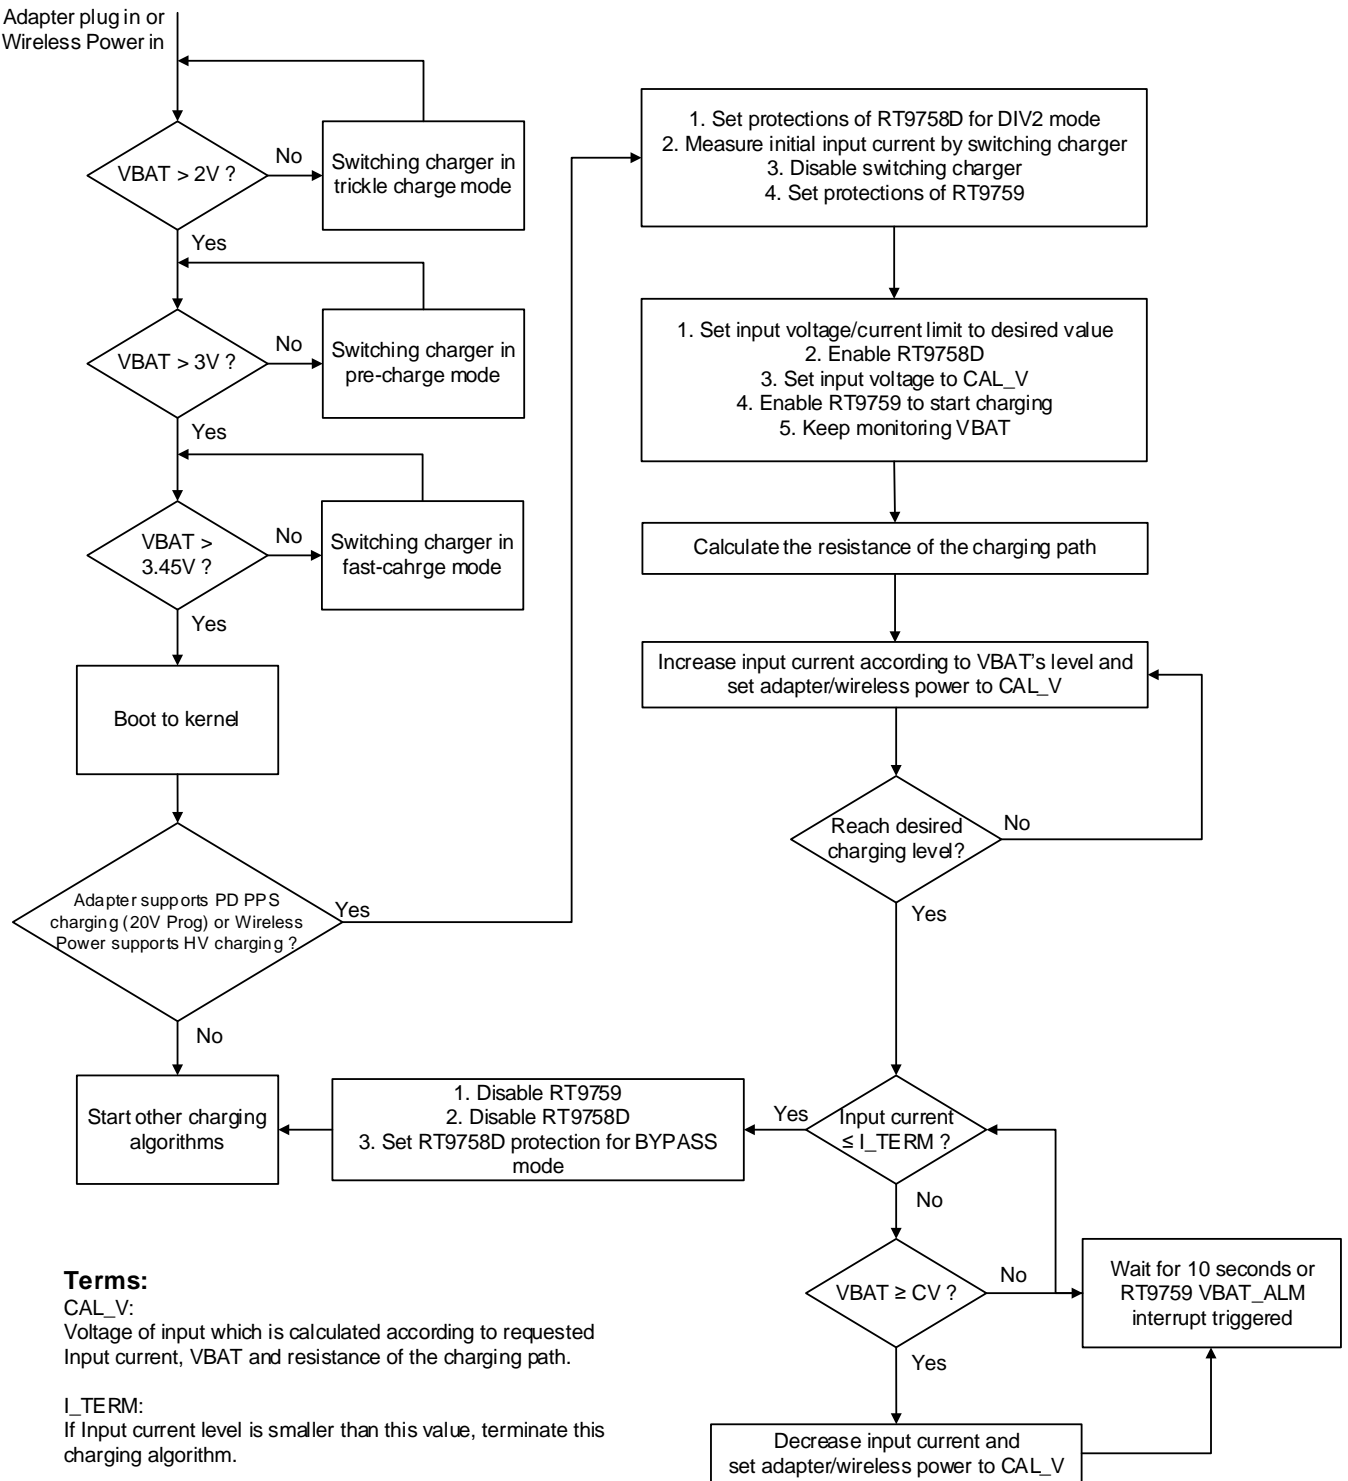 Adapter plug in or
Wireless Power in
VBAT > 2V ?
No
Switching charger in
trickle charge mode
Yes
VBAT > 3V ?
No
Switching charger in
pre-charge mode
Yes
VBAT >
3.45V ?
No
Switching charger in
fast-cahrge mode
Yes
Boot to kernel
Adapter supports PD PPS
charging (20V Prog) or Wireless
Power supports HV charging ?
Yes
No
Start other charging
algorithms
1. Set protections of RT9758D for DIV2 mode
2. Measure initial input current by switching charger
3. Disable switching charger
4. Set protections of RT9759
1. Set input voltage/current limit to desired value
2. Enable RT9758D
3. Set input voltage to CAL_V
4. Enable RT9759 to start charging
5. Keep monitoring VBAT
Calculate the resistance of the charging path
Increase input current according to VBAT's level and
set adapter/wireless power to CAL_V
Reach desired
charging level?
No
Yes
Input current
≤ I_TERM ?
Yes
1. Disable RT9759
2. Disable RT9758D
3. Set RT9758D protection for BYPASS
mode
No
VBAT ≥ CV ?
No
Wait for 10 seconds or
RT9759 VBAT_ALM
interrupt triggered
Yes
Decrease input current and
set adapter/wireless power to CAL_V
Terms:
CAL_V:
Voltage of input which is calculated according to requested
Input current, VBAT and resistance of the charging path.
I_TERM:
If Input current level is smaller than this value, terminate this
charging algorithm.